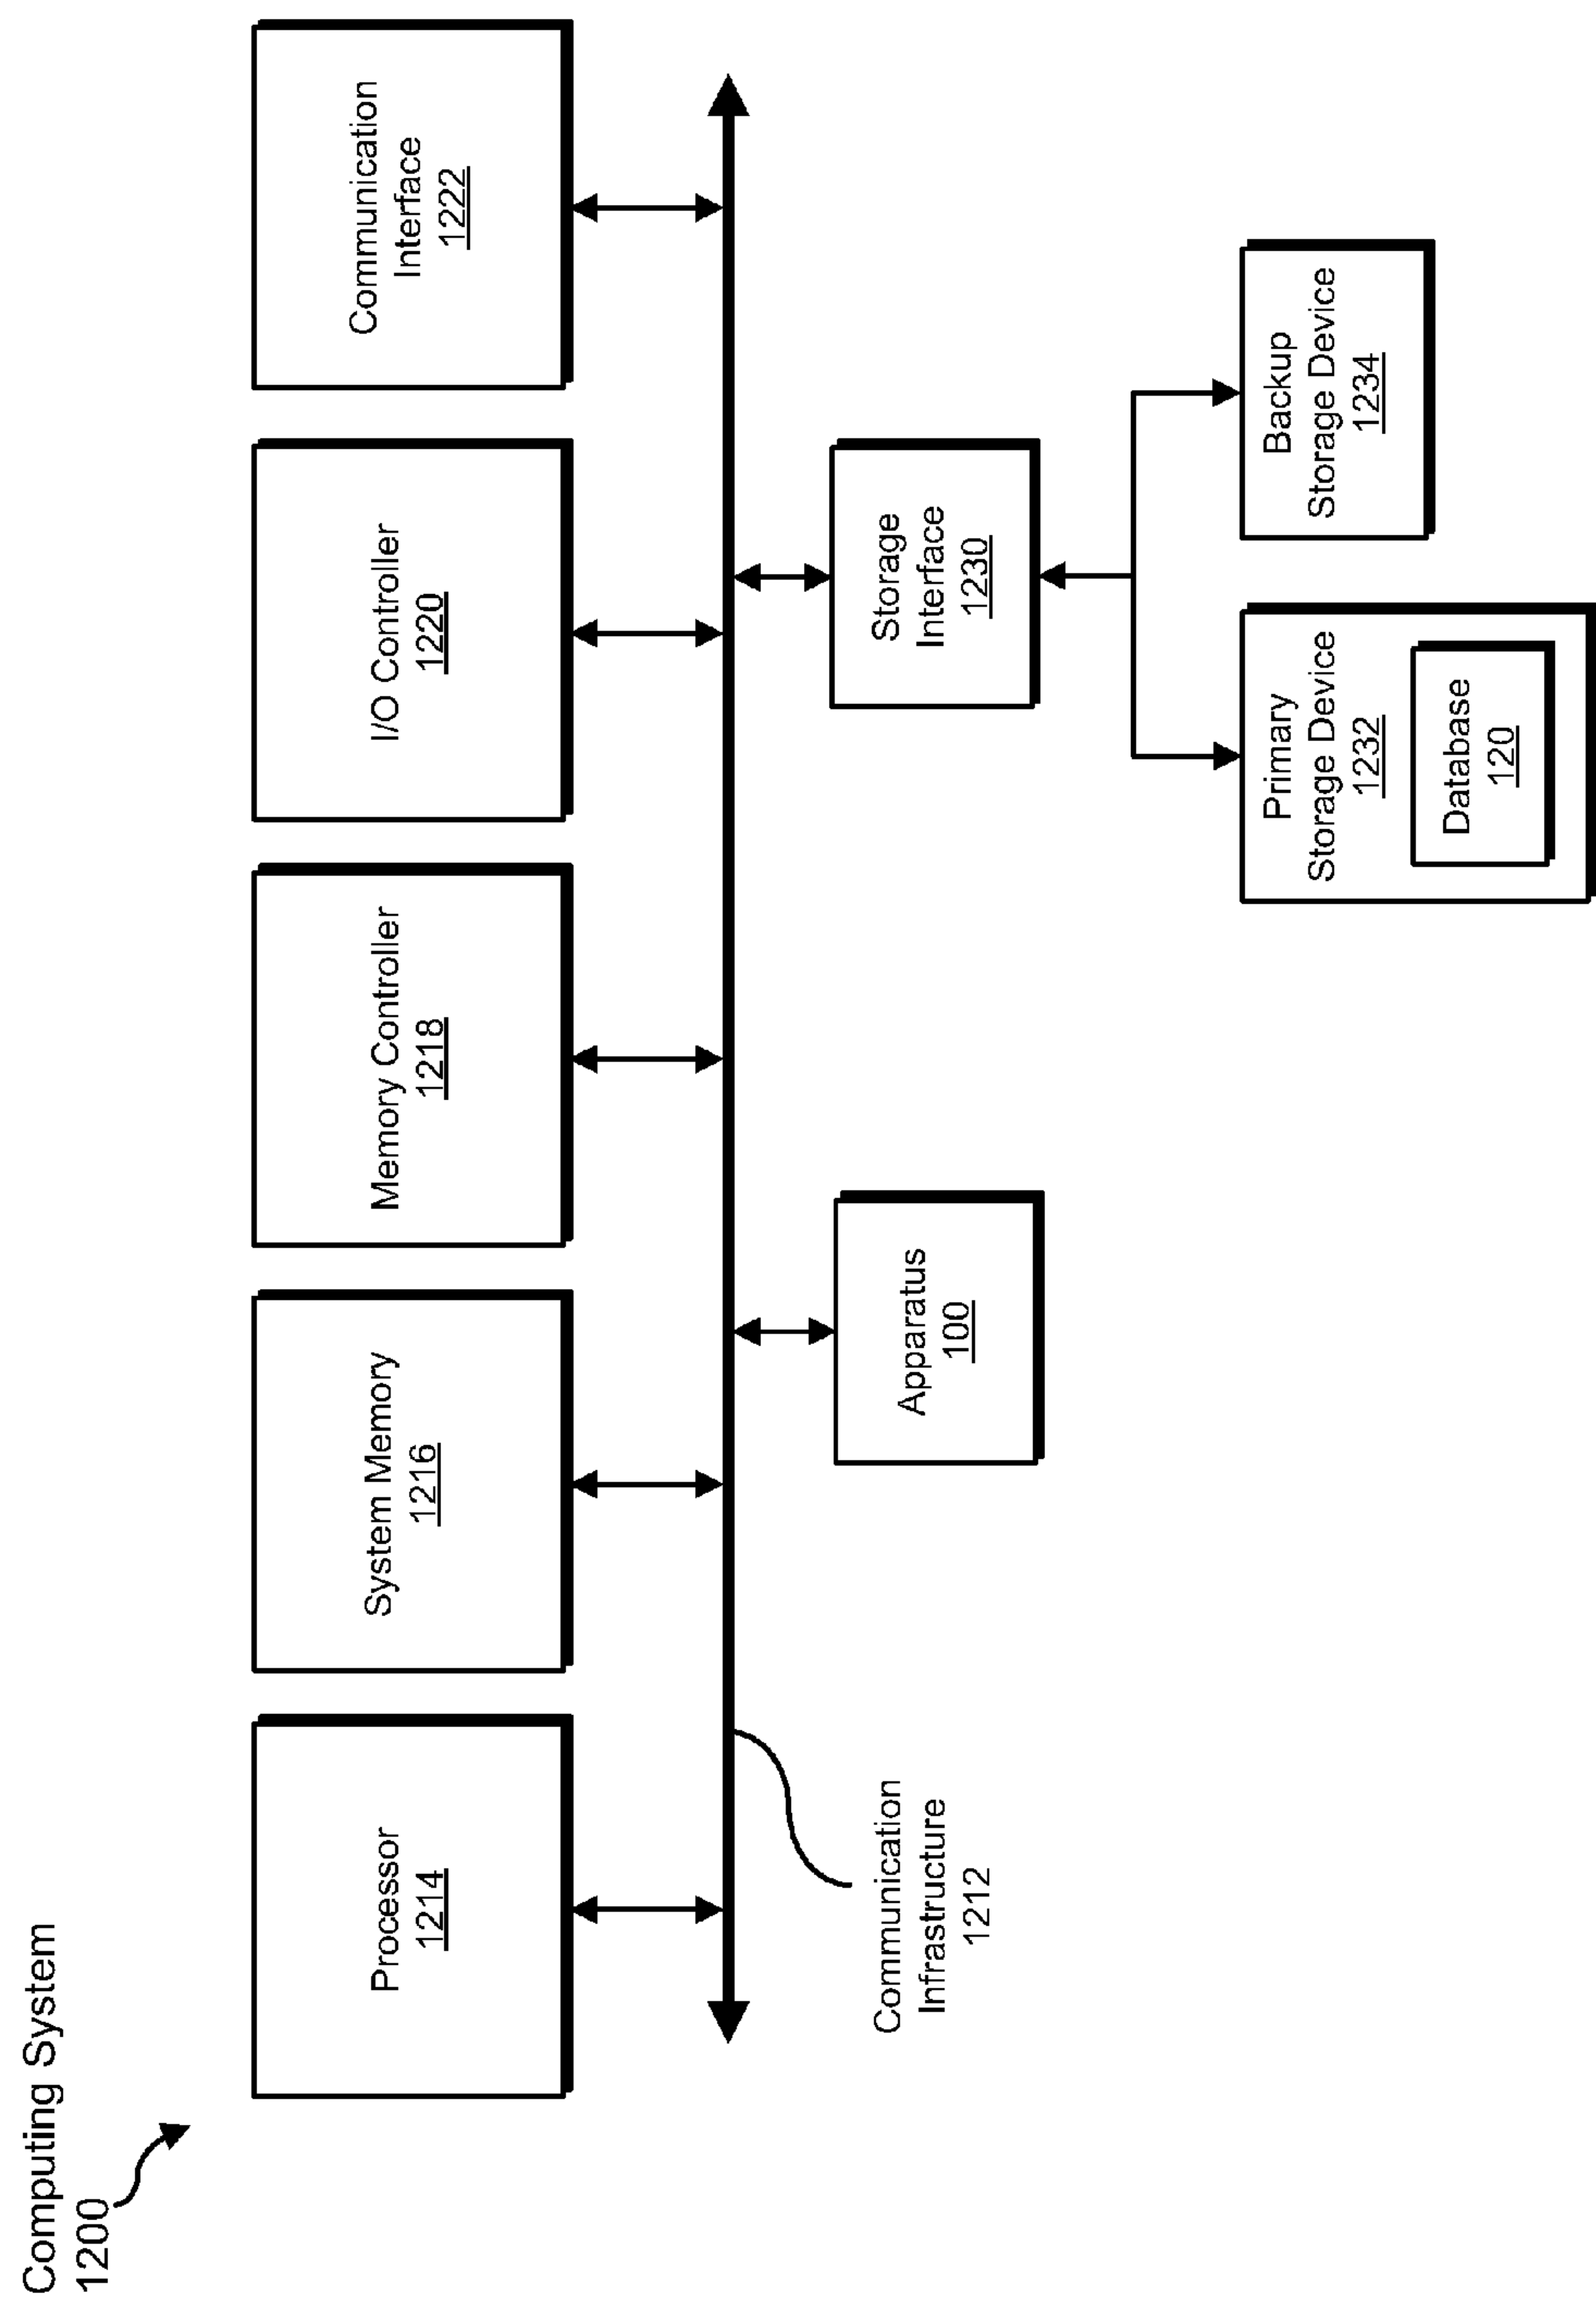 Computing System
1200
Processor
1214
System Memory
1216
Memory Controller
1218
I/O Controller
1220
Communication
Interface
1222
Communication
Infrastructure
1212
Apparatus
100
Storage
Interface
1230
Primary
Storage Device
1232
Database
120
Backup
Storage Device
1234